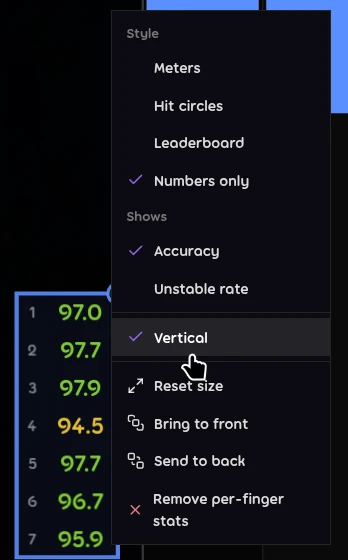 Style
Meters
Hit circles
Leaderboard
Numbers only
Shows
Accuracy
Unstable rate
Vertical
Reset size
Bring to front
Send to back
Remove per-finger
stats
1 97.0
2 97.7
3 97.9
4 94.5
5 97.7
6 96.7
7 95.9